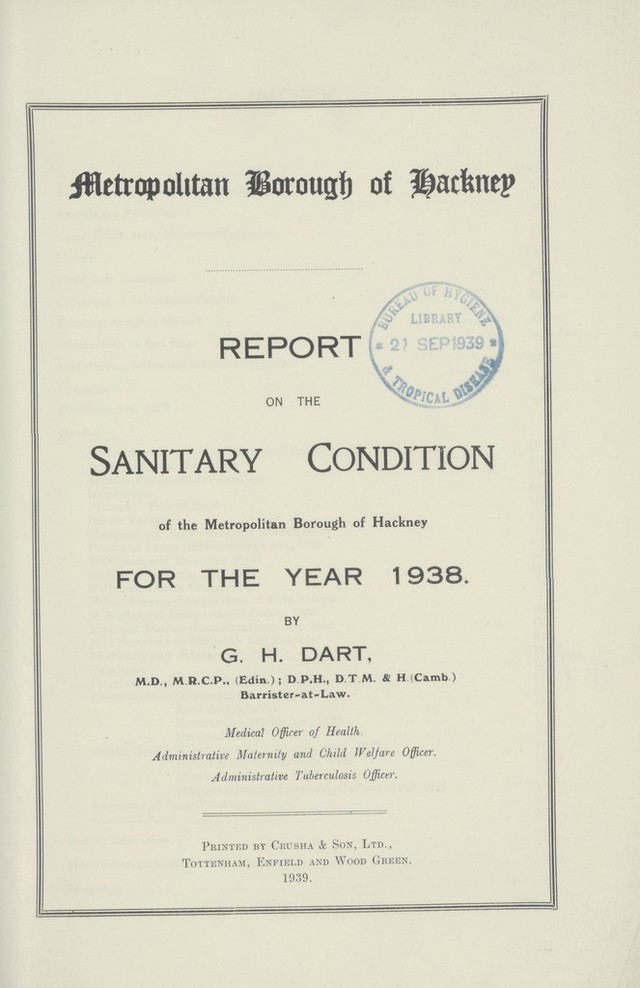 Metropolitan Borough of Hackney
REPORT
BUREAU OF HYGIENE
LIBRARY
* 21 SEP 1939 *
& TROPICAL DISEASE
ON THE
SANITARY CONDITION
of the Metropolitan Borough of Hackney
FOR THE YEAR 1938.
BY
G. H. DART,
M.D., M.R.C.P., (Edin.) ; D.P.H., D.T.M. & H.(Camb.)
Barrister-at-Law.
Medical Officer of Health.
Administrative Maternity and Child Welfare Officer.
Administrative Tuberculosis Officer.
PRINTED BY CRUSHA & SON, LTD.,
TOTTENHAM, ENFIELD AND WOOD GREEN.
1939.